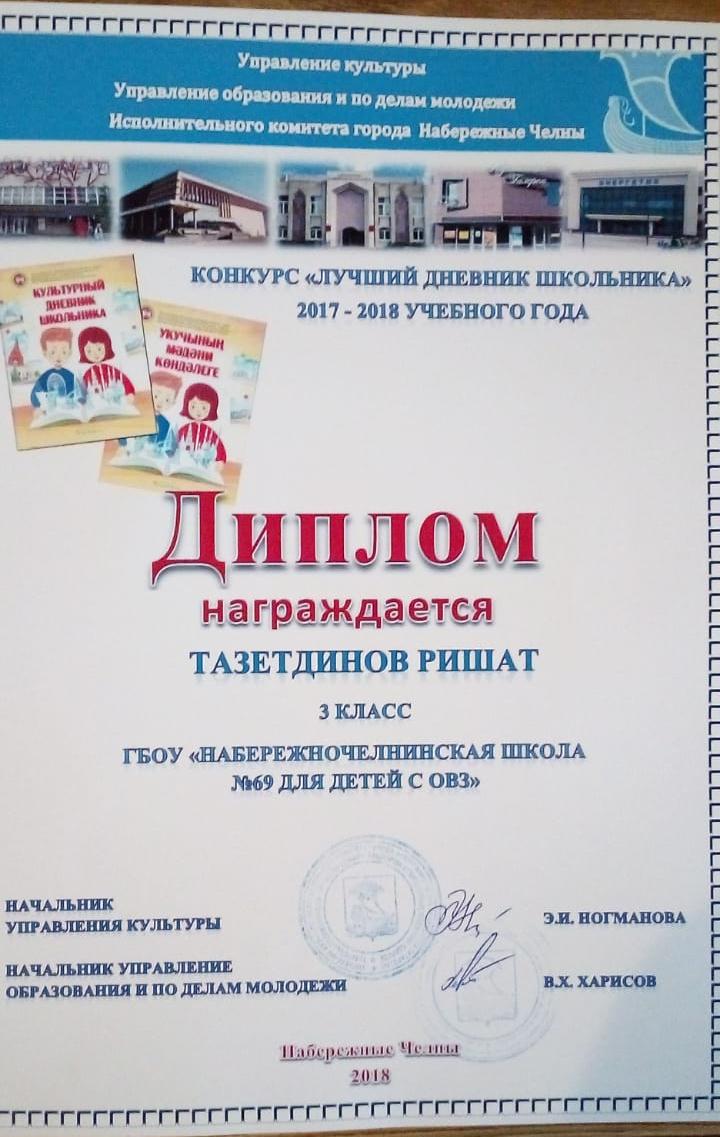 Управление культуры
Управление образования и по делам молодежи
Исполнительного комитета города Набережные Челны
ЭНЕРГЕТИК
КОНКУРС «ЛУЧШИЙ ДНЕВНИК ШКОЛЬНИКА»
2017 - 2018 УЧЕБНОГО ГОДА
КУЛЬТУРНЫЙ
ДНЕВНИК
ШКОЛЬНИКА
УКУЧЫНЫҢ
МӘДӘНИ
КӨНДӘЛЕГЕ
Диплом
награждается
ТАЗЕТДИНОВ РИШАТ
3 КЛАСС
ГБОУ «НАБЕРЕЖНОЧЕЛНИНСКАЯ ШКОЛА
№69 ДЛЯ ДЕТЕЙ С ОВЗ»
НАЧАЛЬНИК
УПРАВЛЕНИЯ КУЛЬТУРЫ
Э.И. НОГМАНОВА
НАЧАЛЬНИК УПРАВЛЕНИЕ
ОБРАЗОВАНИЯ И ПО ДЕЛАМ МОЛОДЕЖИ
В.Х. ХАРИСОВ
Набережные Челны
2018